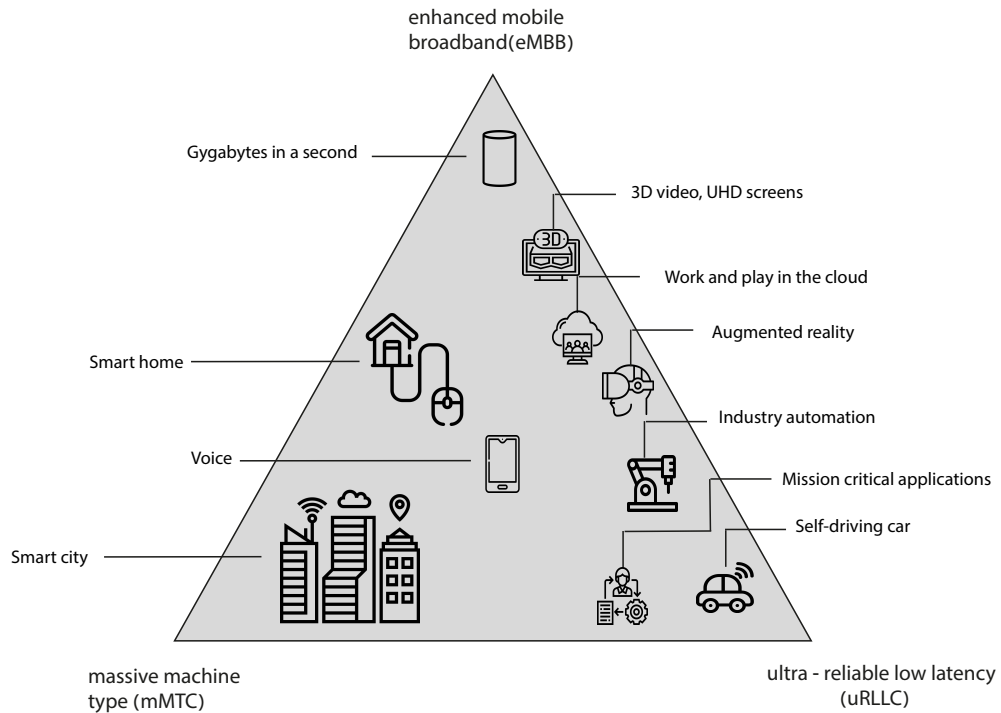 enhanced mobile
broadband(eMBB)
Gygabytes in a second
3D video, UHD screens
3D
Work and play in the cloud
Augmented reality
Smart home
Industry automation
Voice
Mission critical applications
Self-driving car
Smart city
massive machine
type (mMTC)
ultra - reliable low latency
(uRLLC)